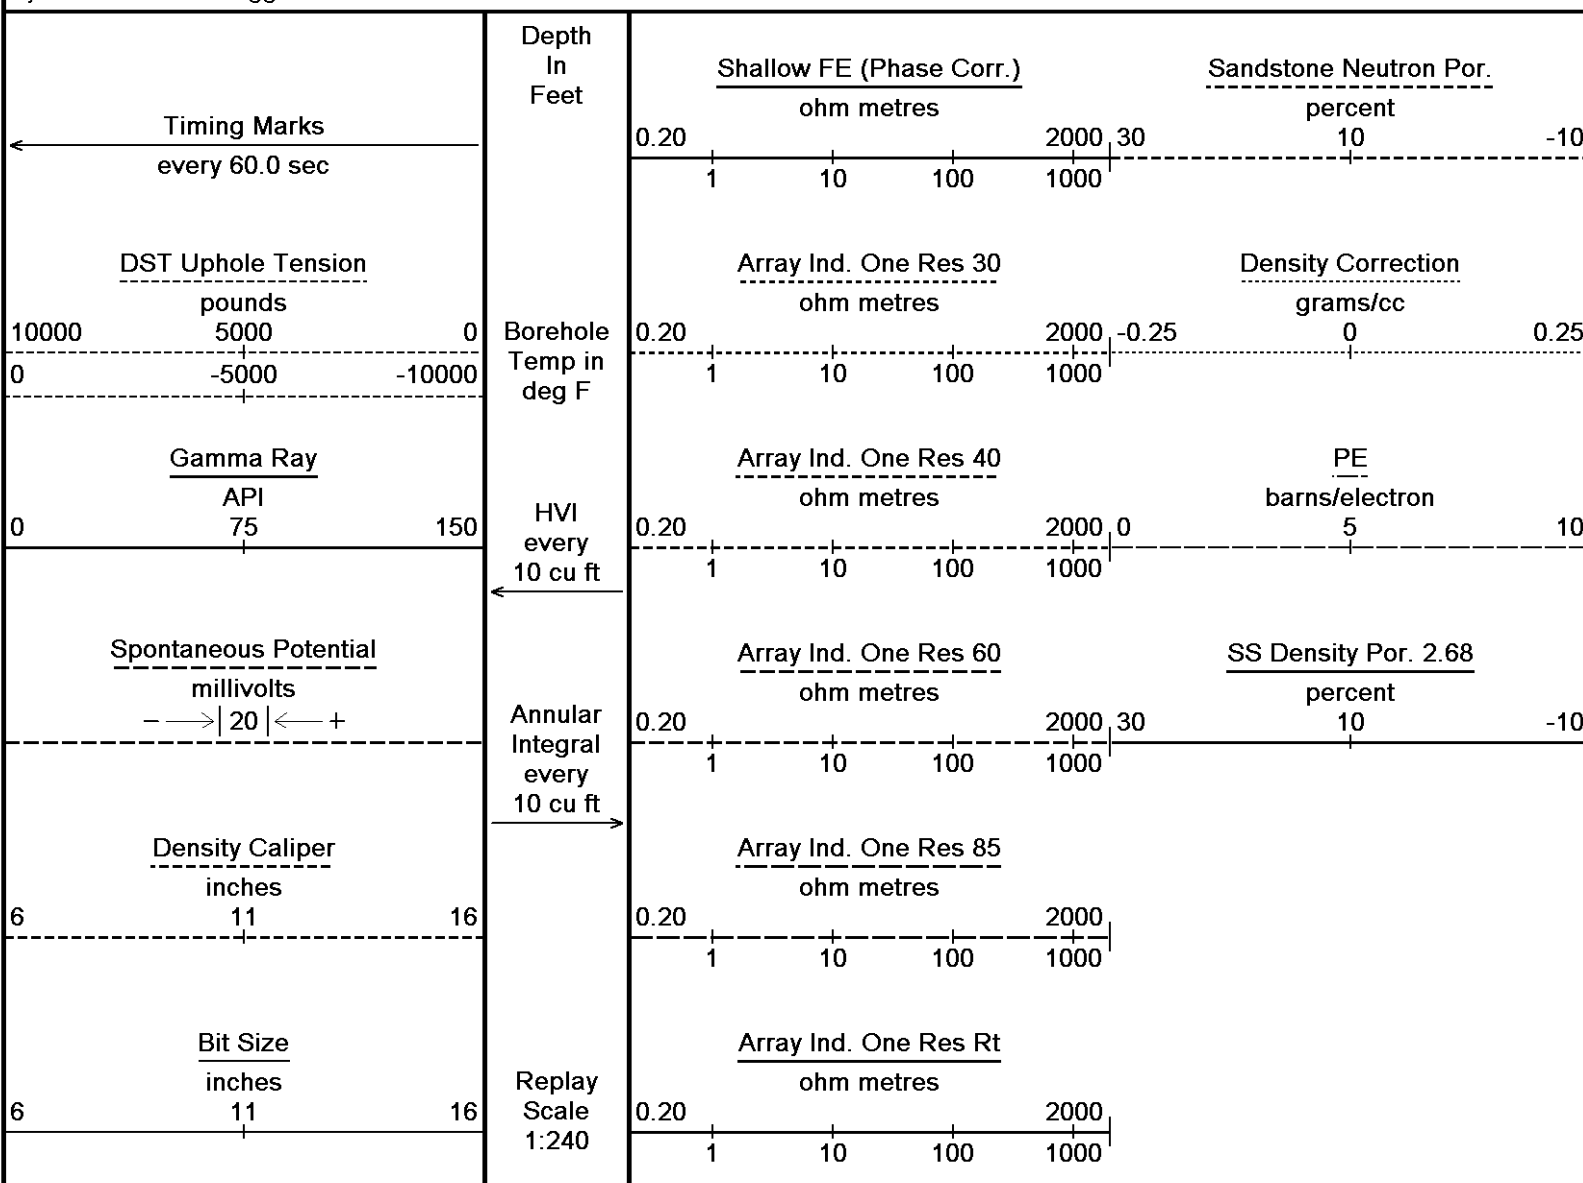 Timing Marks
every 60.0 sec
DST Uphole Tension
pounds
10000 5000 0
0 -5000 -10000
Gamma Ray
API
0 75 150
Spontaneous Potential
millivolts
− 20 +
Density Caliper
inches
6 11 16
Bit Size
inches
6 11 16
Depth
In
Feet
Borehole
Temp in
deg F
HVI
every
10 cu ft
Annular
Integral
every
10 cu ft
Replay
Scale
1:240
Shallow FE (Phase Corr.)
ohm metres
0.20 2000
1 10 100 1000
Array Ind. One Res 30
ohm metres
0.20 2000
1 10 100 1000
Array Ind. One Res 40
ohm metres
0.20 2000
1 10 100 1000
Array Ind. One Res 60
ohm metres
0.20 2000
1 10 100 1000
Array Ind. One Res 85
ohm metres
0.20 2000
1 10 100 1000
Array Ind. One Res Rt
ohm metres
0.20 2000
1 10 100 1000
Sandstone Neutron Por.
percent
30 10 -10
Density Correction
grams/cc
-0.25 0 0.25
PE
barns/electron
0 5 10
SS Density Por. 2.68
percent
30 10 -10